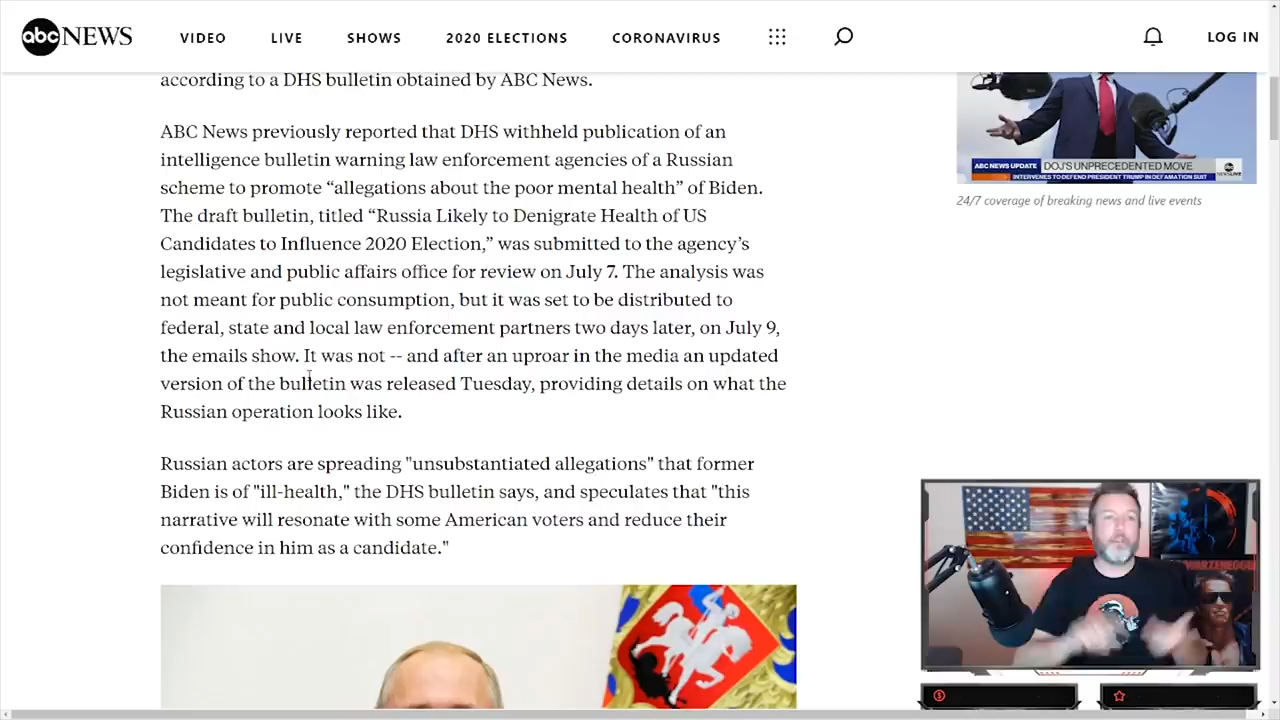 abc NEWS
VIDEO
LIVE
SHOWS
2020 ELECTIONS
CORONAVIRUS
LOG IN
according to a DHS bulletin obtained by ABC News.
ABC News previously reported that DHS withheld publication of an
intelligence bulletin warning law enforcement agencies of a Russian
scheme to promote “allegations about the poor mental health” of Biden.
The draft bulletin, titled “Russia Likely to Denigrate Health of US
Candidates to Influence 2020 Election,” was submitted to the agency’s
legislative and public affairs office for review on July 7. The analysis was
not meant for public consumption, but it was set to be distributed to
federal, state and local law enforcement partners two days later, on July 9,
the emails show. It was not -- and after an uproar in the media an updated
version of the bulletin was released Tuesday, providing details on what the
Russian operation looks like.
Russian actors are spreading "unsubstantiated allegations" that former
Biden is of "ill-health," the DHS bulletin says, and speculates that "this
narrative will resonate with some American voters and reduce their
confidence in him as a candidate."
ABC NEWS UPDATE DOJ'S UNPRECEDENTED MOVE
INTERVENES TO DEFEND PRESIDENT TRUMP IN DEFAMATION SUIT
24/7 coverage of breaking news and live events